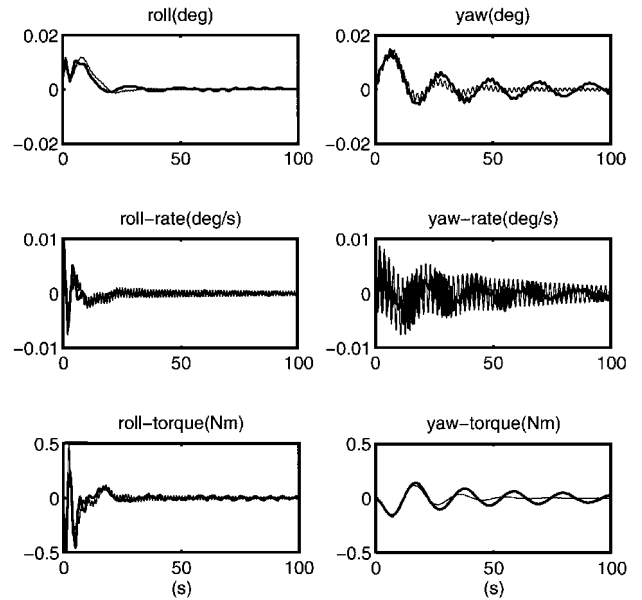 roll(deg)
0.02
0
−0.02
0 50 100
(s)
yaw(deg)
0.02
0
−0.02
0 50 100
(s)
roll−rate(deg/s)
0.01
0
−0.01
0 50 100
yaw−rate(deg/s)
0.01
0
−0.01
0 50 100
roll−torque(Nm)
0.5
0
−0.5
0 50 100
(s)
yaw−torque(Nm)
0.5
0
−0.5
0 50 100
(s)